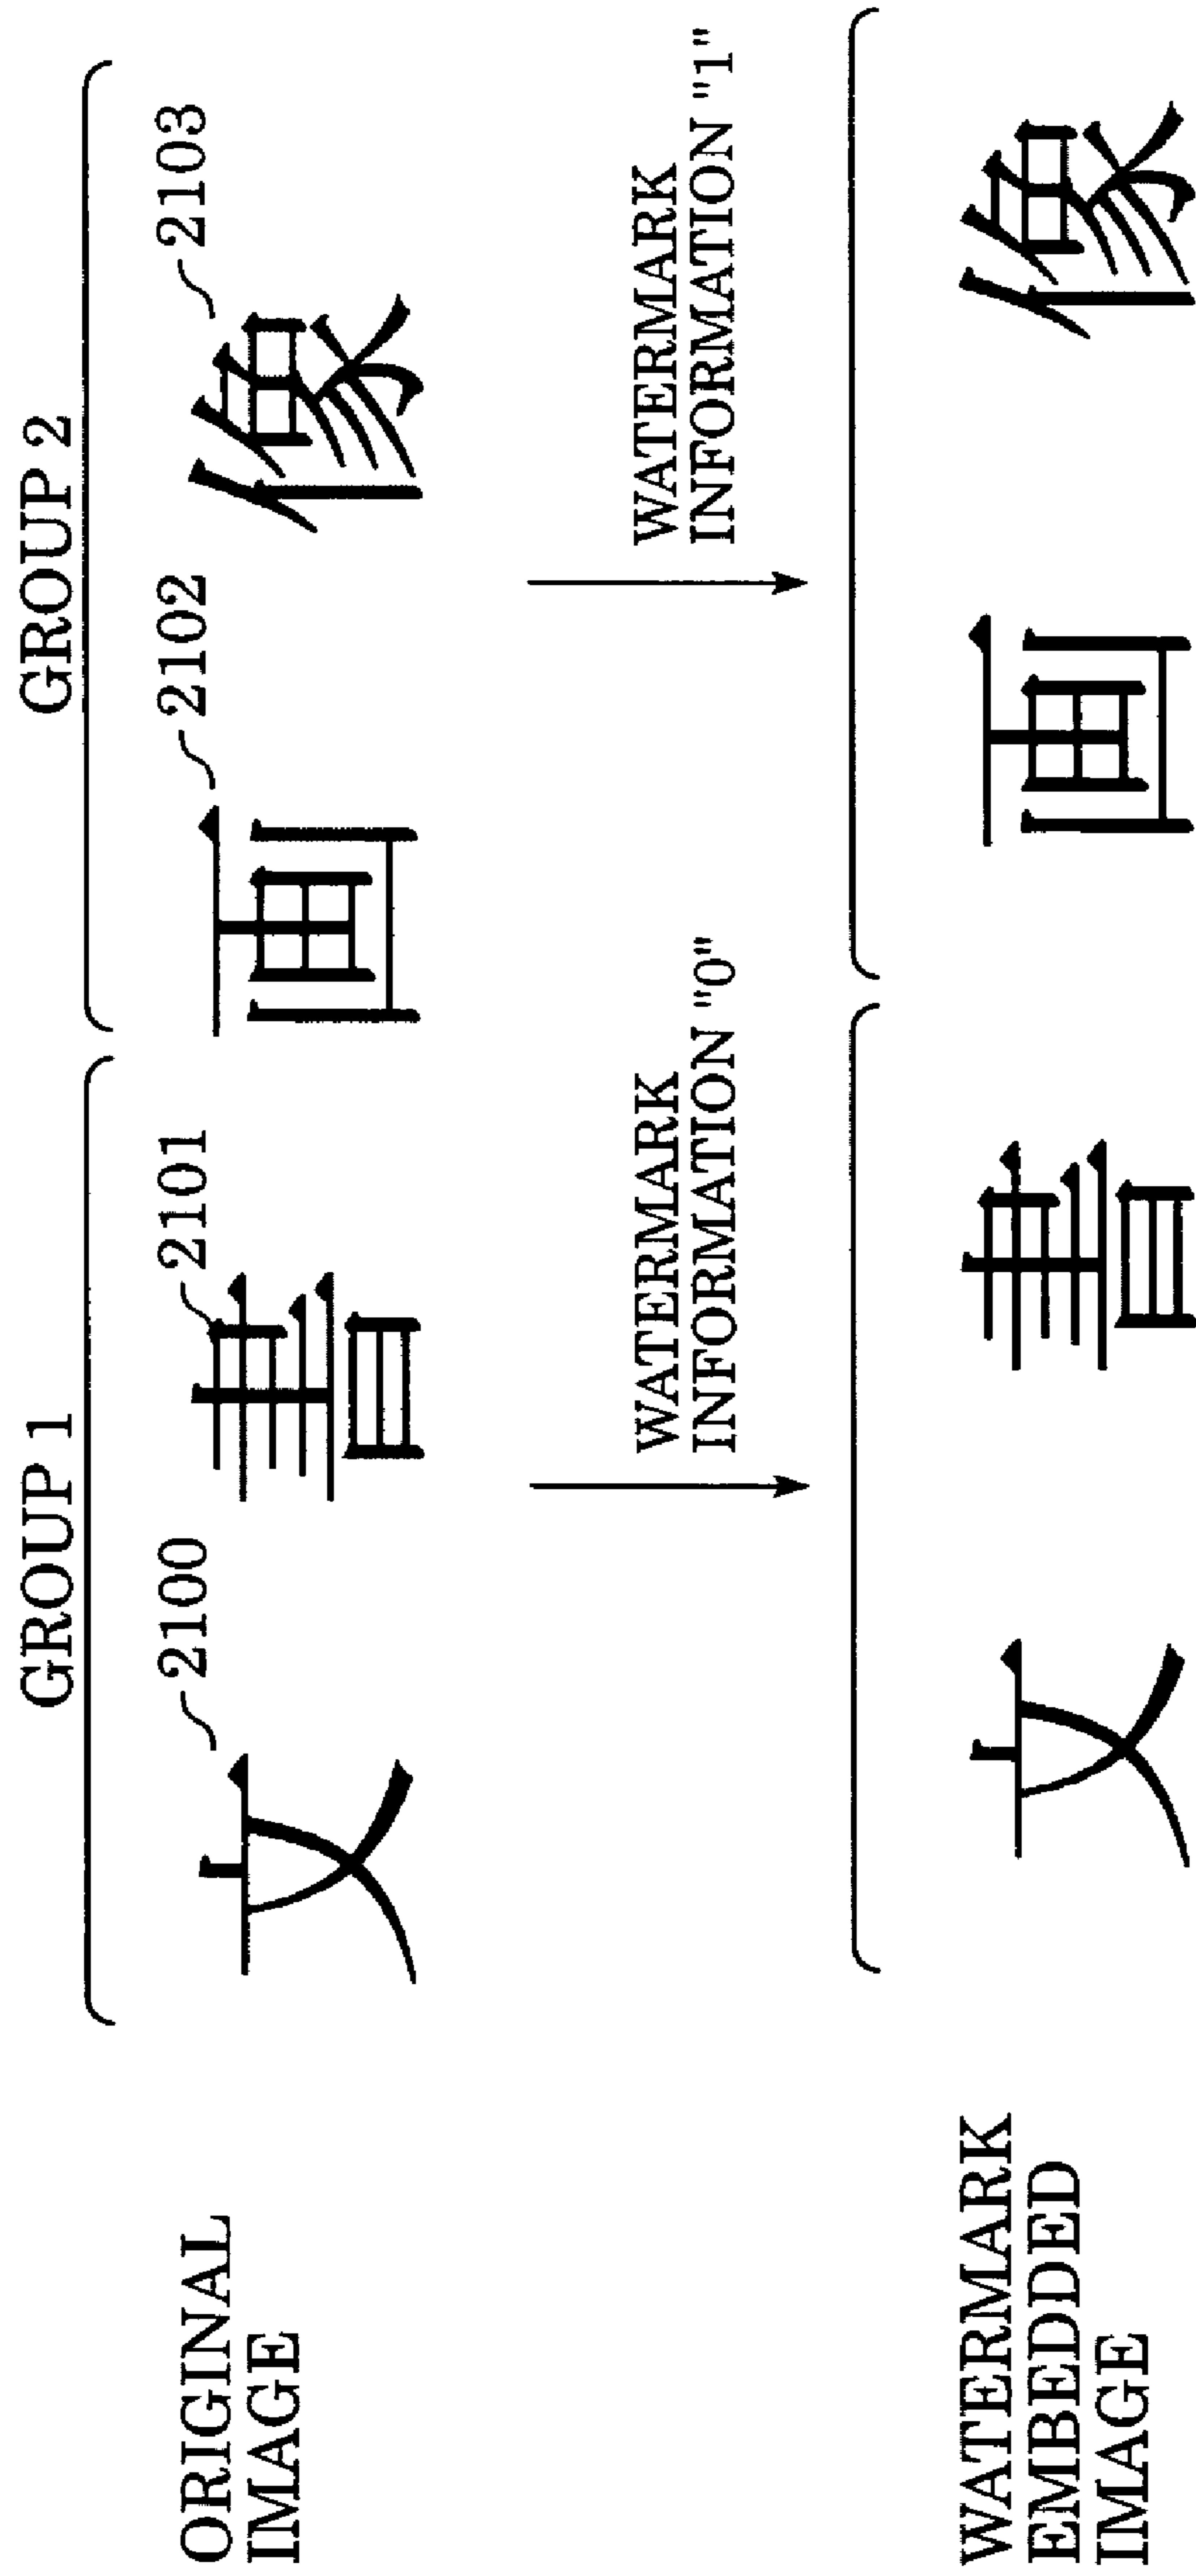 GROUP 1
GROUP 2
2100
2101
2102
2103
ORIGINAL
IMAGE
文 書 画 像
WATERMARK
INFORMATION "0"
WATERMARK
INFORMATION "1"
WATERMARK
EMBEDDED
IMAGE
文 書 画 像